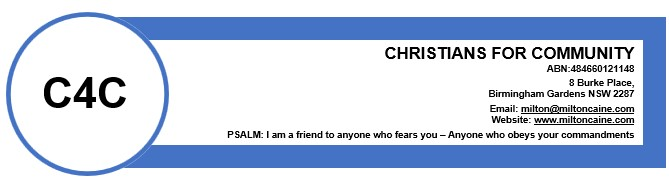 C4C
CHRISTIANS FOR COMMUNITY
ABN:484660121148
8 Burke Place,
Birmingham Gardens NSW 2287
Email: milton@miltoncaine.com
Website: www.miltoncaine.com
PSALM: I am a friend to anyone who fears you – Anyone who obeys your commandments